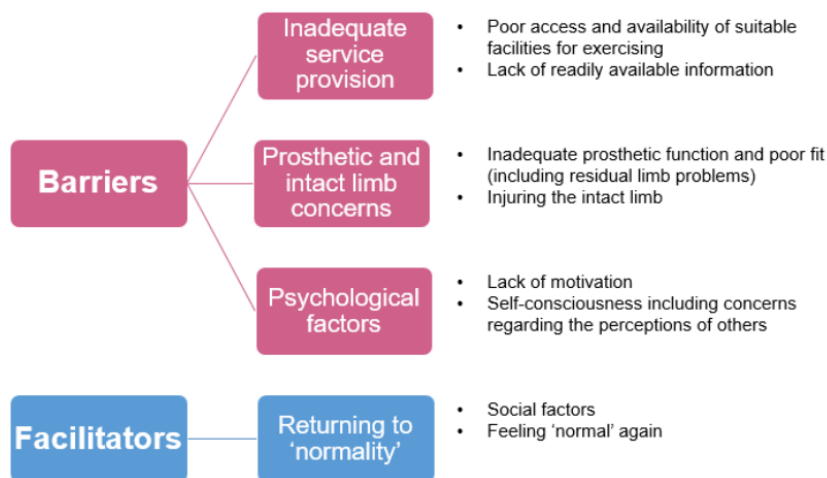 Barriers
Inadequate
service
provision
• Poor access and availability of suitable
facilities for exercising
• Lack of readily available information
Prosthetic and
intact limb
concerns
• Inadequate prosthetic function and poor fit
(including residual limb problems)
• Injuring the intact limb
Psychological
factors
• Lack of motivation
• Self-consciousness including concerns
regarding the perceptions of others
Facilitators
Returning to
‘normality’
• Social factors
• Feeling ‘normal’ again